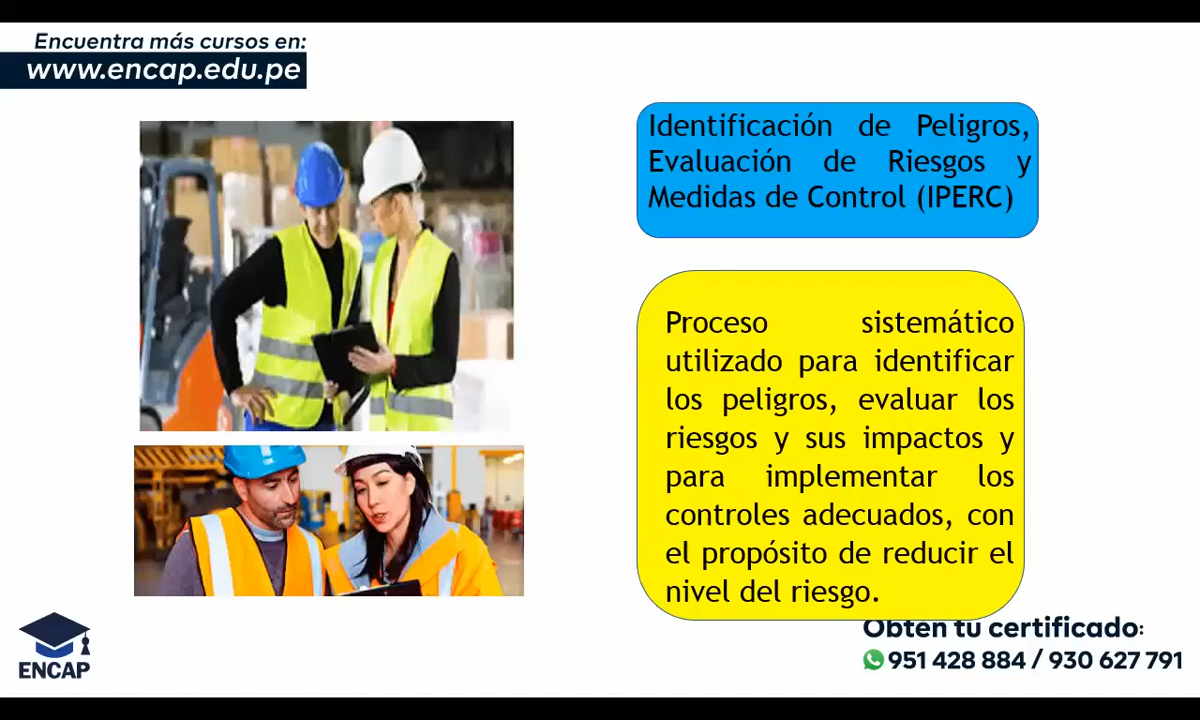 Encuentra más cursos en:
www.encap.edu.pe
Identificación de Peligros,
Evaluación de Riesgos y
Medidas de Control (IPERC)
Proceso sistemático
utilizado para identificar
los peligros, evaluar los
riesgos y sus impactos y
para implementar los
controles adecuados, con
el propósito de reducir el
nivel del riesgo.
Obten tu certificado:
951 428 884 / 930 627 791
ENCAP